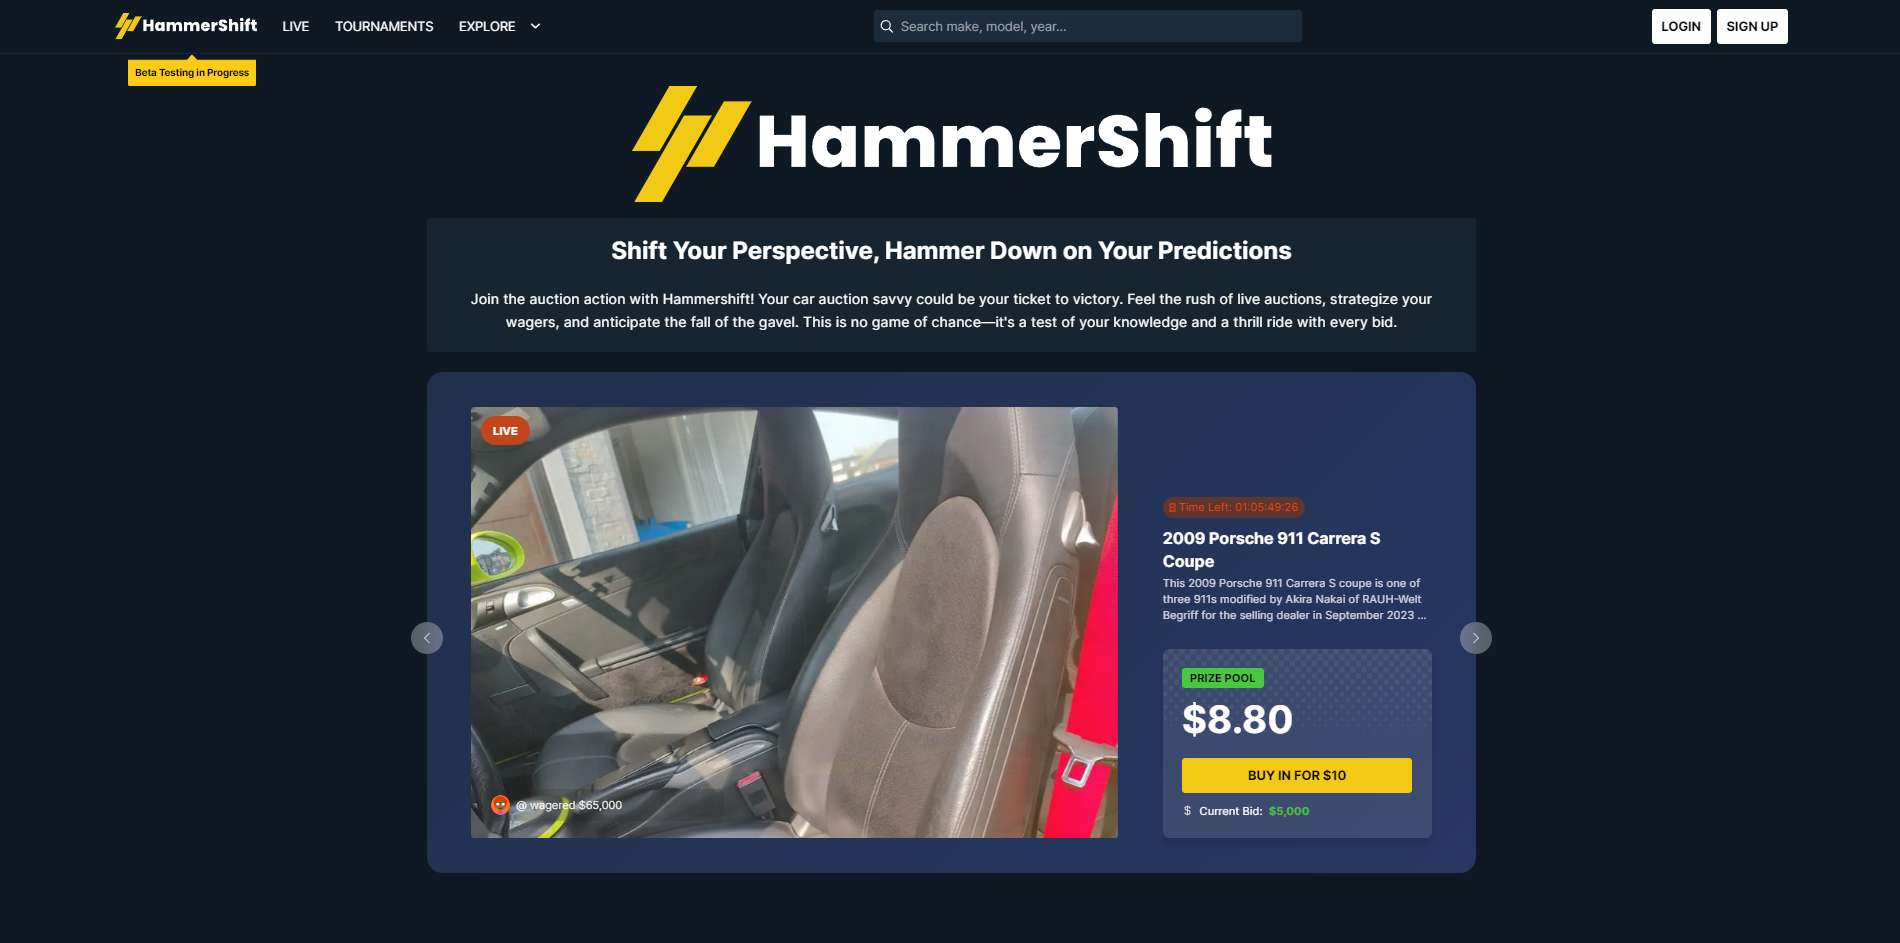 HammerShift
LIVE
TOURNAMENTS
EXPLORE
Search make, model, year...
LOGIN
SIGN UP
Beta Testing in Progress
HammerShift
Shift Your Perspective, Hammer Down on Your Predictions
Join the auction action with Hammershift! Your car auction savvy could be your ticket to victory. Feel the rush of live auctions, strategize your
wagers, and anticipate the fall of the gavel. This is no game of chance—it's a test of your knowledge and a thrill ride with every bid.
LIVE
@ wagered $65,000
Time Left: 01:05:49:26
2009 Porsche 911 Carrera S
Coupe
This 2009 Porsche 911 Carrera S coupe is one of
three 911s modified by Akira Nakai of RAUH-Welt
Begriff for the selling dealer in September 2023 ...
PRIZE POOL
$8.80
BUY IN FOR $10
$ Current Bid: $5,000